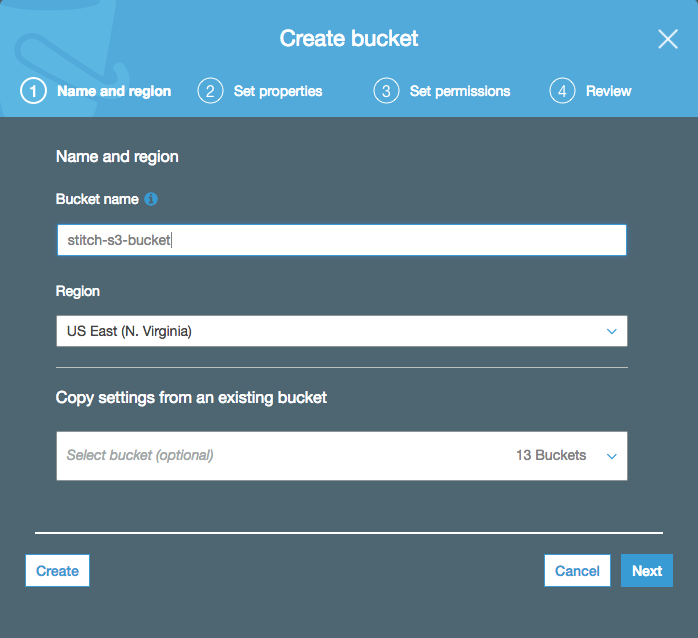 Create bucket
1 Name and region 2 Set properties 3 Set permissions 4 Review
Name and region
Bucket name
stitch-s3-bucket
Region
US East (N. Virginia)
Copy settings from an existing bucket
Select bucket (optional) 13 Buckets
Create Cancel Next